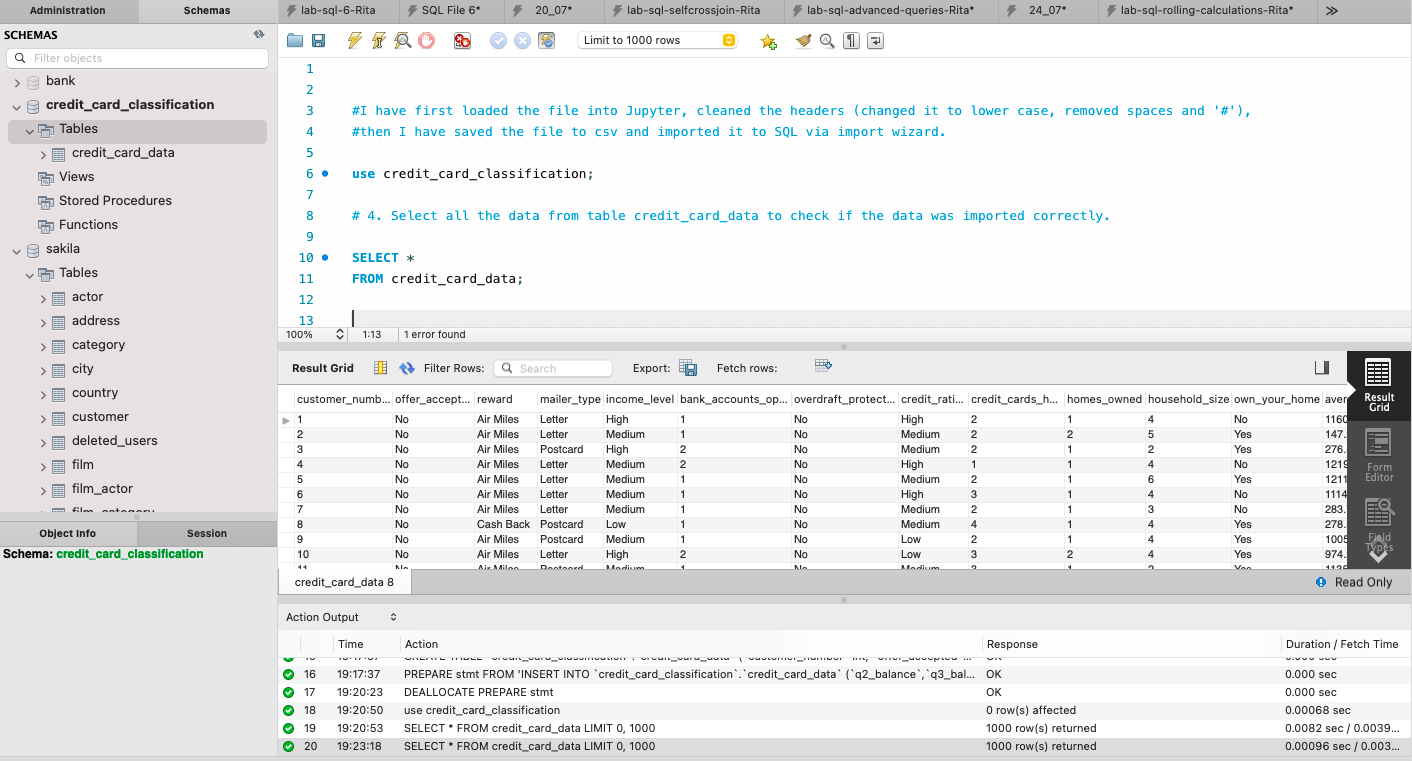 Administration Schemas
lab-sql-6-Rita SQL File 6* 20_07* lab-sql-selfcrossjoin-Rita lab-sql-advanced-queries-Rita* 24_07* lab-sql-rolling-calculations-Rita*
SCHEMAS
Filter objects
bank
credit_card_classification
Tables
credit_card_data
Views
Stored Procedures
Functions
sakila
Tables
actor
address
category
city
country
customer
deleted_users
film
film_actor
film_category
Object Info Session
Schema: credit_card_classification
Limit to 1000 rows
1
2
3 #I have first loaded the file into Jupyter, cleaned the headers (changed it to lower case, removed spaces and '#'),
4 #then I have saved the file to csv and imported it to SQL via import wizard.
5
6 use credit_card_classification;
7
8 # 4. Select all the data from table credit_card_data to check if the data was imported correctly.
9
10 SELECT *
11 FROM credit_card_data;
12
13
100% 1:13 1 error found
Result Grid Filter Rows: Search Export: Fetch rows:
customer_numb... offer_accept... reward mailer_type income_level bank_accounts_op... overdraft_protect... credit_rati... credit_cards_h... homes_owned household_size own_your_home aver
1 No Air Miles Letter High 1 No High 2 1 4 No 1160
2 No Air Miles Letter Medium 1 No Medium 2 2 5 Yes 147.
3 No Air Miles Postcard High 2 No Medium 2 1 2 Yes 276.
4 No Air Miles Letter Medium 2 No High 1 1 4 No 1219
5 No Air Miles Letter Medium 1 No Medium 2 1 6 Yes 1211
6 No Air Miles Letter Medium 1 No High 3 1 4 No 1114
7 No Air Miles Letter Medium 1 No Medium 2 1 3 No 283.
8 No Cash Back Postcard Low 1 No Medium 4 1 4 Yes 278.
9 No Air Miles Postcard Medium 1 No Low 2 1 4 Yes 1005
10 No Air Miles Letter High 2 No Low 3 2 4 Yes 974.
11 No Air Miles Postcard Medium 1 No Medium 3 1 2 Yes
Result
Grid
Form
Editor
Field
Types
credit_card_data 8 Read Only
Action Output
Time Action Response Duration / Fetch Time
16 19:17:37 PREPARE stmt FROM 'INSERT INTO `credit_card_classification`.`credit_card_data` (`q2_balance`,`q3_bal... OK 0.000 sec
17 19:20:23 DEALLOCATE PREPARE stmt OK 0.000 sec
18 19:20:50 use credit_card_classification 0 row(s) affected 0.00068 sec
19 19:20:53 SELECT * FROM credit_card_data LIMIT 0, 1000 1000 row(s) returned 0.0082 sec / 0.0039...
20 19:23:18 SELECT * FROM credit_card_data LIMIT 0, 1000 1000 row(s) returned 0.00096 sec / 0.003...